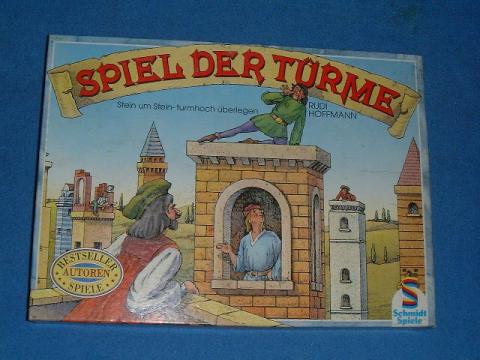 SPIEL DER TÜRME
Stein um Stein-turmhoch überlegen
RUDI
HOFFMANN
BESTSELLER
AUTOREN
SPIELE
S
Schmidt
Spiele